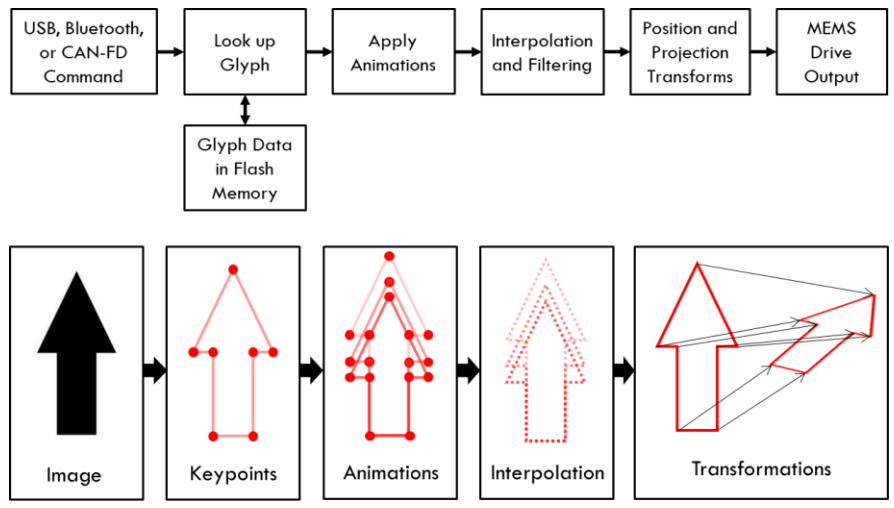 USB, Bluetooth,
or CAN-FD
Command
Look up
Glyph
Apply
Animations
Interpolation
and Filtering
Position and
Projection
Transforms
MEMS
Drive
Output
Glyph Data
in Flash
Memory
Image
Keypoints
Animations
Interpolation
Transformations